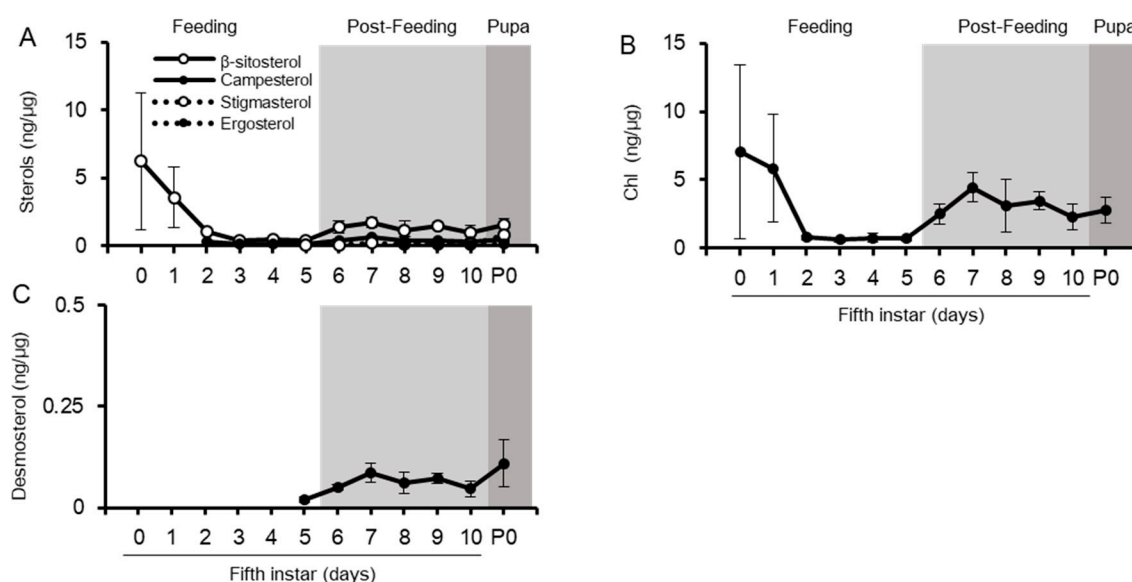 A
Feeding
Post-Feeding
Pupa
Sterols (ng/µg)
15
10
5
0
β-sitosterol
Campesterol
Stigmasterol
Ergosterol
0 1 2 3 4 5 6 7 8 9 10 P0
B
Feeding
Post-Feeding
Pupa
Chl (ng/µg)
15
10
5
0
0 1 2 3 4 5 6 7 8 9 10 P0
Fifth instar (days)
C
Desmosterol (ng/µg)
0.5
0.25
0
0 1 2 3 4 5 6 7 8 9 10 P0
Fifth instar (days)